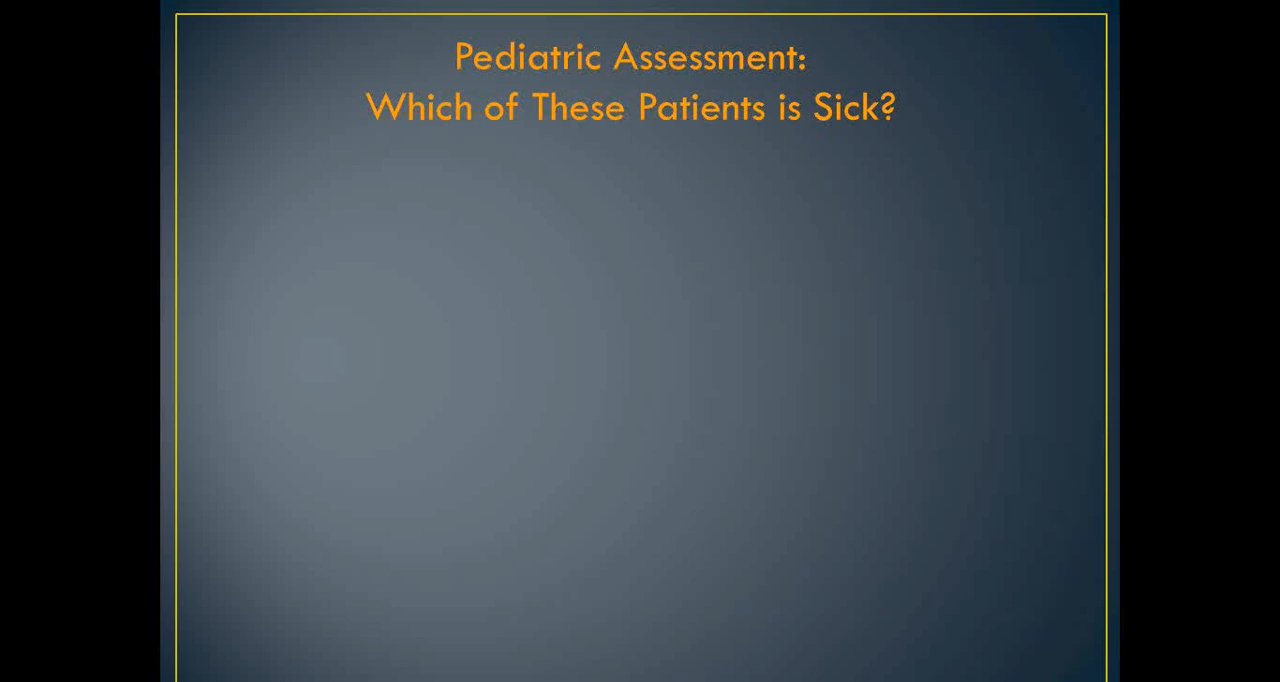 Pediatric Assessment:
Which of These Patients is Sick?